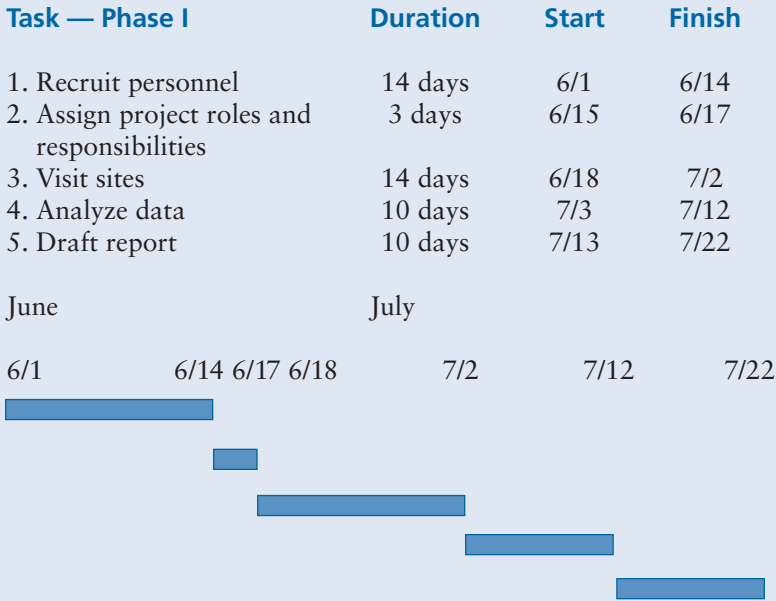 Task — Phase I Duration Start Finish
1. Recruit personnel 14 days 6/1 6/14
2. Assign project roles and 3 days 6/15 6/17
responsibilities
3. Visit sites 14 days 6/18 7/2
4. Analyze data 10 days 7/3 7/12
5. Draft report 10 days 7/13 7/22
June July
6/1 6/14 6/17 6/18 7/2 7/12 7/22